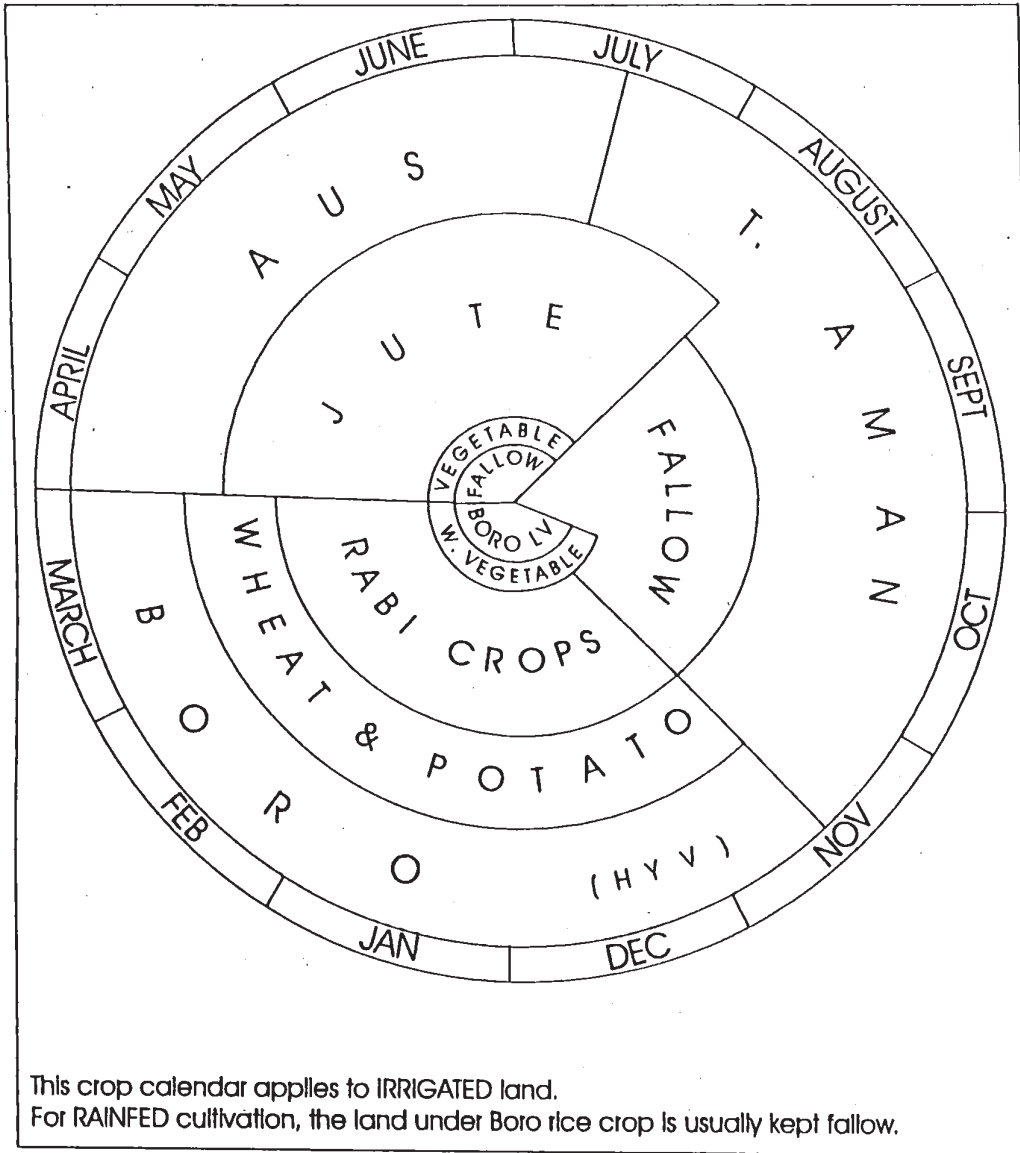 JUNE
JULY
AUGUST
SEPT
OCT
NOV
DEC
JAN
FEB
MARCH
APRIL
MAY
AUS
T. AMAN
JUTE
FALLOW
VEGETABLE
FALLOW
BORO LV
W. VEGETABLE
RABI CROPS
WHEAT & POTATO
BORO (HYV)
This crop calendar applies to IRRIGATED land.
For RAINFED cultivation, the land under Boro rice crop is usually kept fallow.